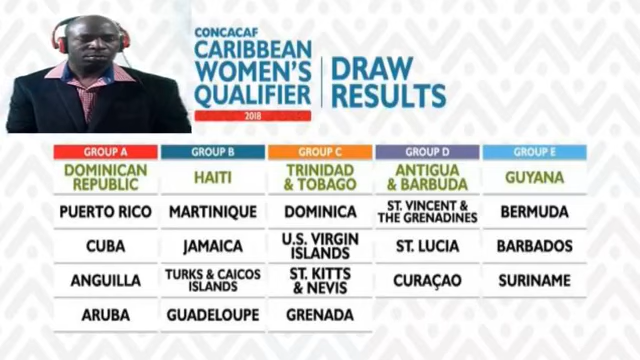 CONCACAF
CARIBBEAN
WOMEN'S
QUALIFIER
2018
DRAW
RESULTS
GROUP A
DOMINICAN
REPUBLIC
PUERTO RICO
CUBA
ANGUILLA
ARUBA
GROUP B
HAITI
MARTINIQUE
JAMAICA
TURKS & CAICOS
ISLANDS
GUADELOUPE
GROUP C
TRINIDAD
& TOBAGO
DOMINICA
U.S. VIRGIN
ISLANDS
ST. KITTS
& NEVIS
GRENADA
GROUP D
ANTIGUA
& BARBUDA
ST. VINCENT &
THE GRENADINES
ST. LUCIA
CURAÇAO
GROUP E
GUYANA
BERMUDA
BARBADOS
SURINAME